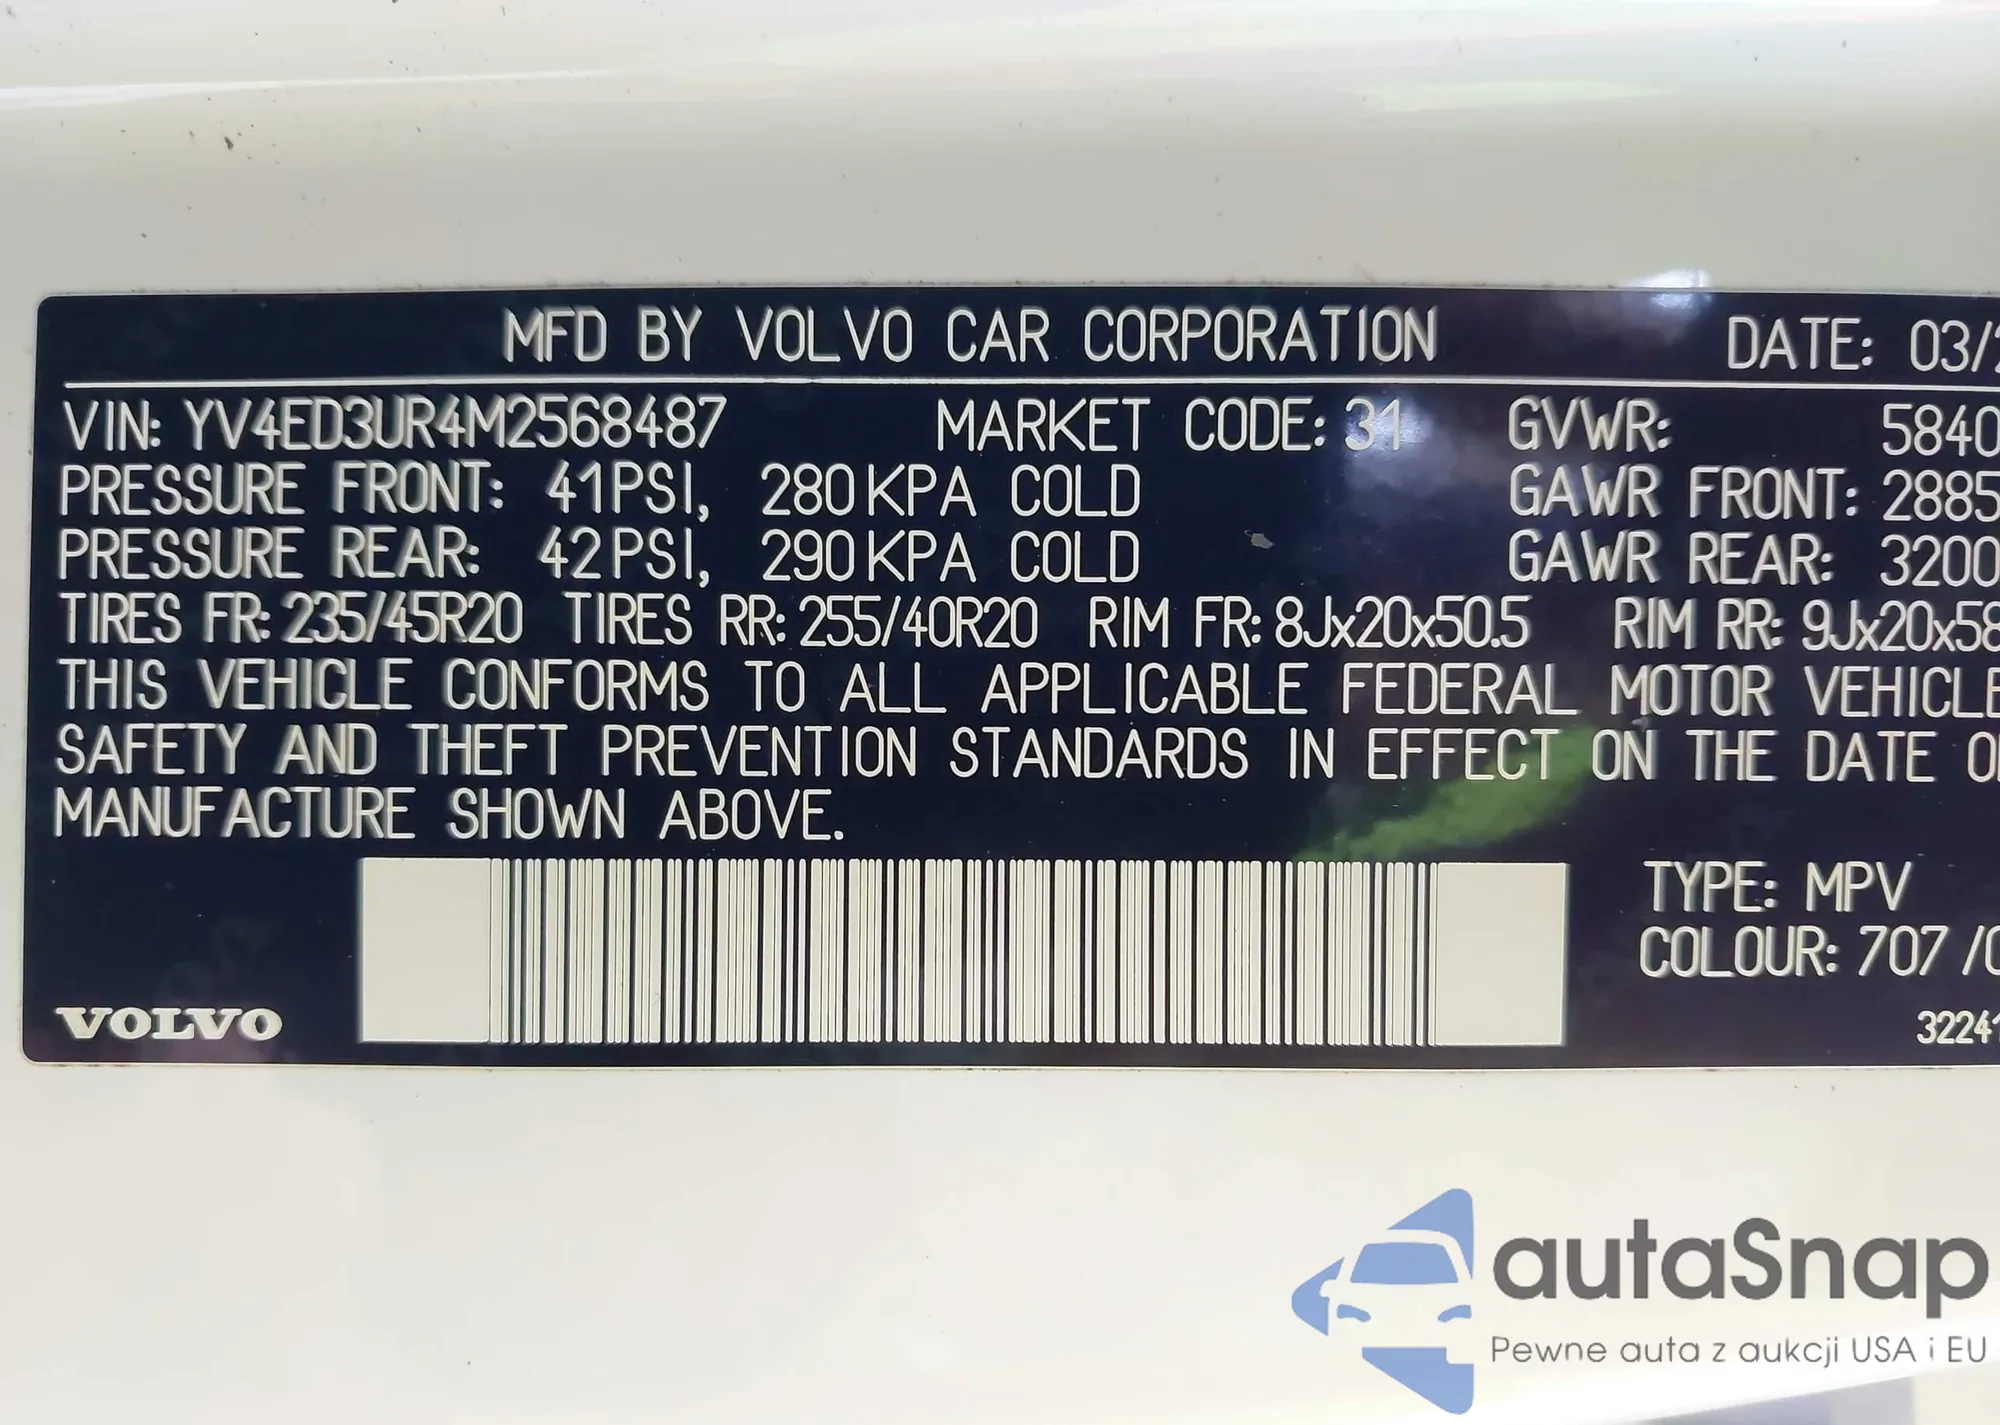 MFD BY VOLVO CAR CORPORATION DATE: 03/2
VIN: YV4ED3UR4M2568487 MARKET CODE: 31 GVWR: 5840
PRESSURE FRONT: 41PSI, 280KPA COLD GAWR FRONT: 2885
PRESSURE REAR: 42PSI, 290KPA COLD GAWR REAR: 3200
TIRES FR: 235/45R20 TIRES RR: 255/40R20 RIM FR: 8Jx20x50.5 RIM RR: 9Jx20x58
THIS VEHICLE CONFORMS TO ALL APPLICABLE FEDERAL MOTOR VEHICLE
SAFETY AND THEFT PREVENTION STANDARDS IN EFFECT ON THE DATE
MANUFACTURE SHOWN ABOVE.
TYPE: MPV
COLOUR: 707 /
VOLVO
3224
autaSnap
Pewne auta z aukcji USA i EU